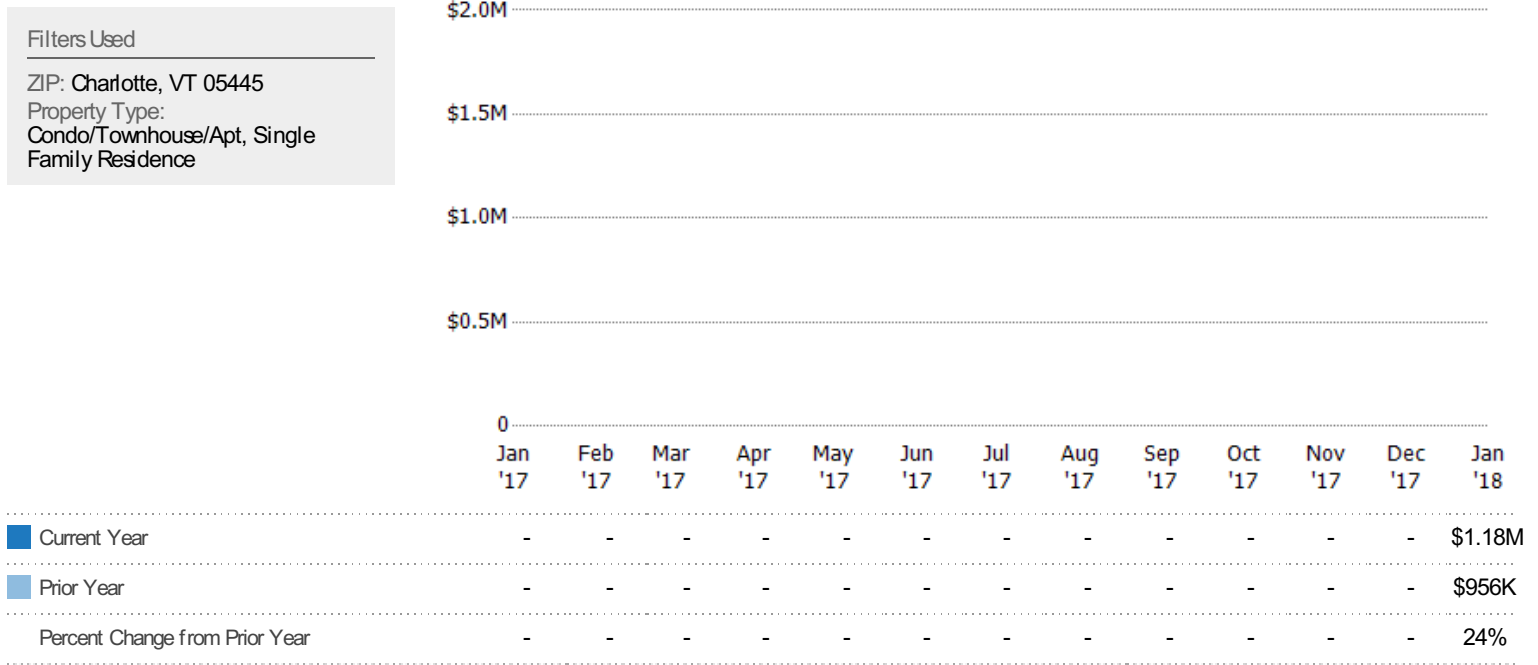 Filters Used
ZIP: Charlotte, VT 05445
Property Type:
Condo/Townhouse/Apt, Single
Family Residence
$2.0M
$1.5M
$1.0M
$0.5M
0
Jan Feb Mar Apr May Jun Jul Aug Sep Oct Nov Dec Jan
'17 '17 '17 '17 '17 '17 '17 '17 '17 '17 '17 '17 '18
Current Year - - - - - - - - - - - - $1.18M
Prior Year - - - - - - - - - - - - $956K
Percent Change from Prior Year - - - - - - - - - - - - 24%